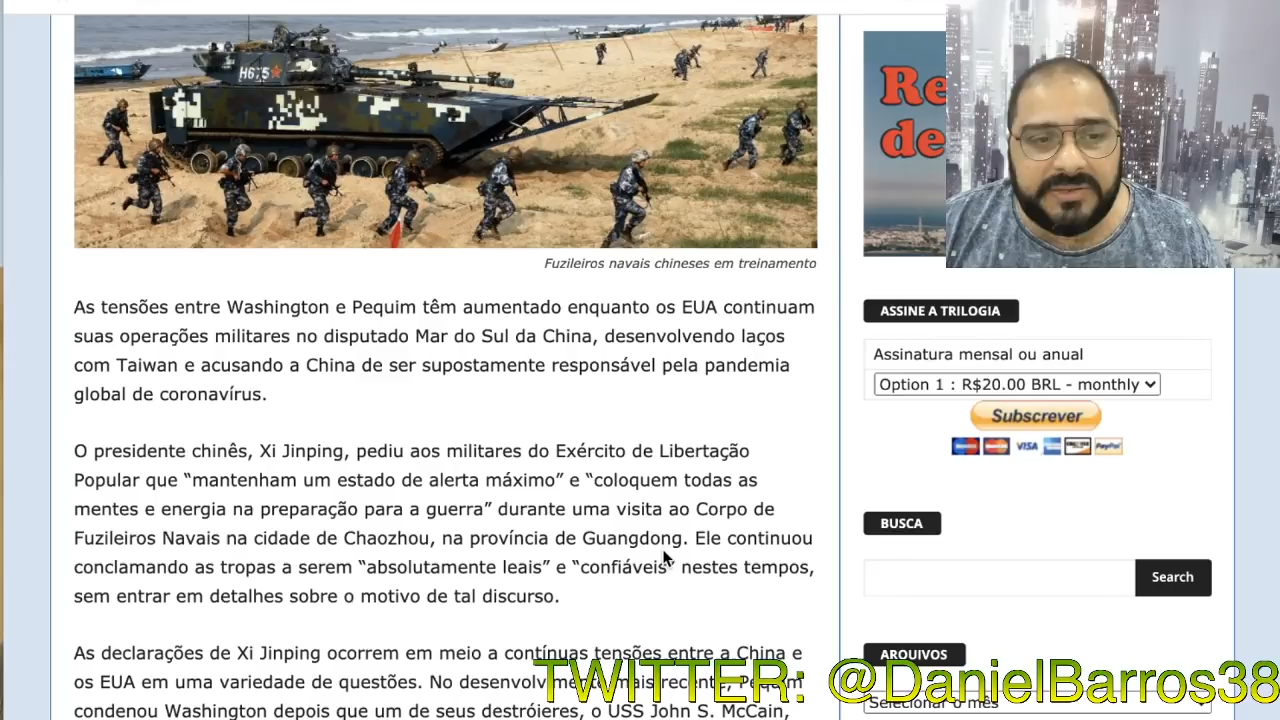 H675
Fuzileiros navais chineses em treinamento
As tensões entre Washington e Pequim têm aumentado enquanto os EUA continuam
suas operações militares no disputado Mar do Sul da China, desenvolvendo laços
com Taiwan e acusando a China de ser supostamente responsável pela pandemia
global de coronavírus.
O presidente chinês, Xi Jinping, pediu aos militares do Exército de Libertação
Popular que “mantenham um estado de alerta máximo” e “coloquem todas as
mentes e energia na preparação para a guerra” durante uma visita ao Corpo de
Fuzileiros Navais na cidade de Chaozhou, na província de Guangdong. Ele continuou
conclamando as tropas a serem “absolutamente leais” e “confiáveis” nestes tempos,
sem entrar em detalhes sobre o motivo de tal discurso.
As declarações de Xi Jinping ocorrem em meio a contínuas tensões entre a China e
os EUA em uma variedade de questões. No desenvolvimento mais recente, Pequim
condenou Washington depois que um de seus destróieres, o USS John S. McCain,
Re
de
ASSINE A TRILOGIA
Assinatura mensal ou anual
Option 1 : R$20.00 BRL - monthly
Subscrever
VISA
PayPal
BUSCA
Search
ARQUIVOS
Selecionar o mês
TWITTER: @DanielBarros38